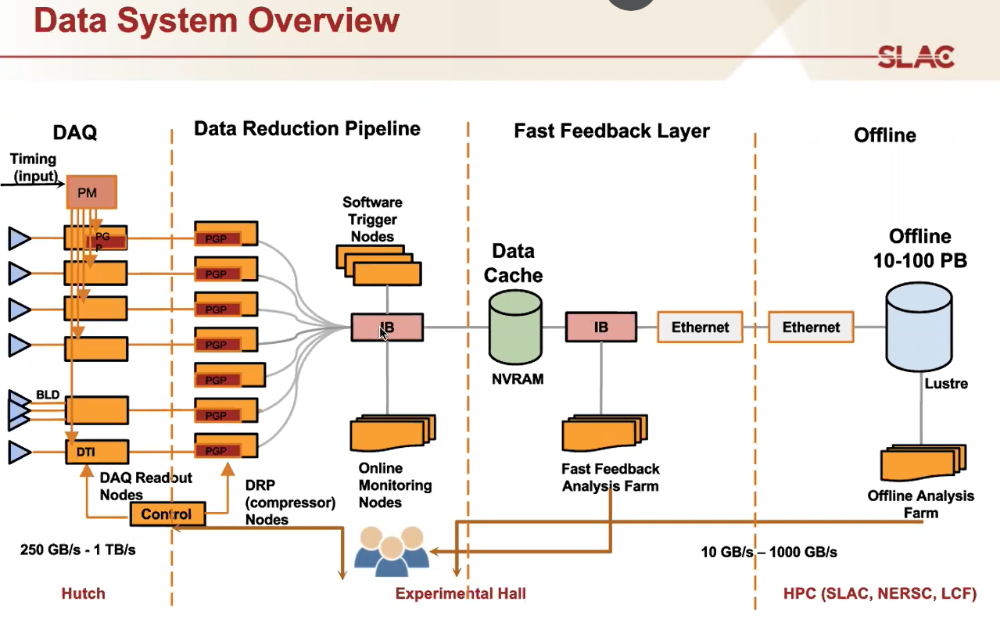 Data System Overview
SLAC
DAQ
Data Reduction Pipeline
Fast Feedback Layer
Offline
Timing
(input)
PM
PG
P
BLD
DTI
DAQ Readout
Nodes
Control
250 GB/s - 1 TB/s
Hutch
PGP
PGP
PGP
PGP
PGP
PGP
PGP
DRP
(compressor)
Nodes
Software
Trigger
Nodes
IB
Online
Monitoring
Nodes
Experimental Hall
Data
Cache
NVRAM
IB
Ethernet
Fast Feedback
Analysis Farm
10 GB/s – 1000 GB/s
Ethernet
Offline
10-100 PB
Lustre
Offline Analysis
Farm
HPC (SLAC, NERSC, LCF)